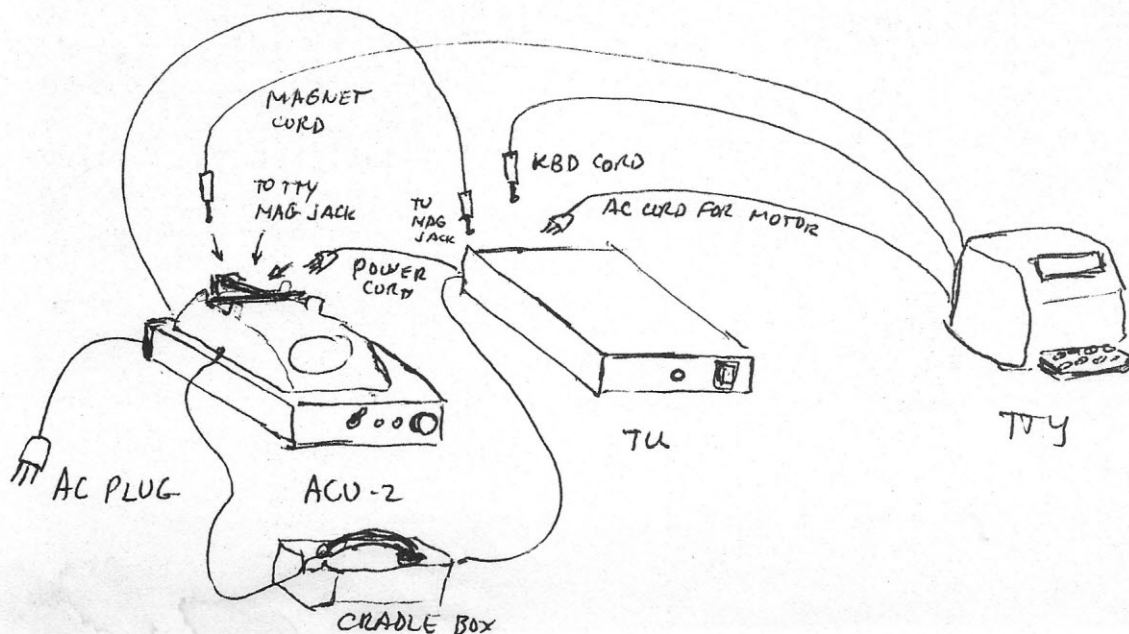 MAGNET
CORD
KBD CORD
TO TTY
MAG JACK
TU
MAG
JACK
AC CORD FOR MOTOR
POWER
CORD
TU
TTY
AC PLUG
ACU-2
CRADLE BOX